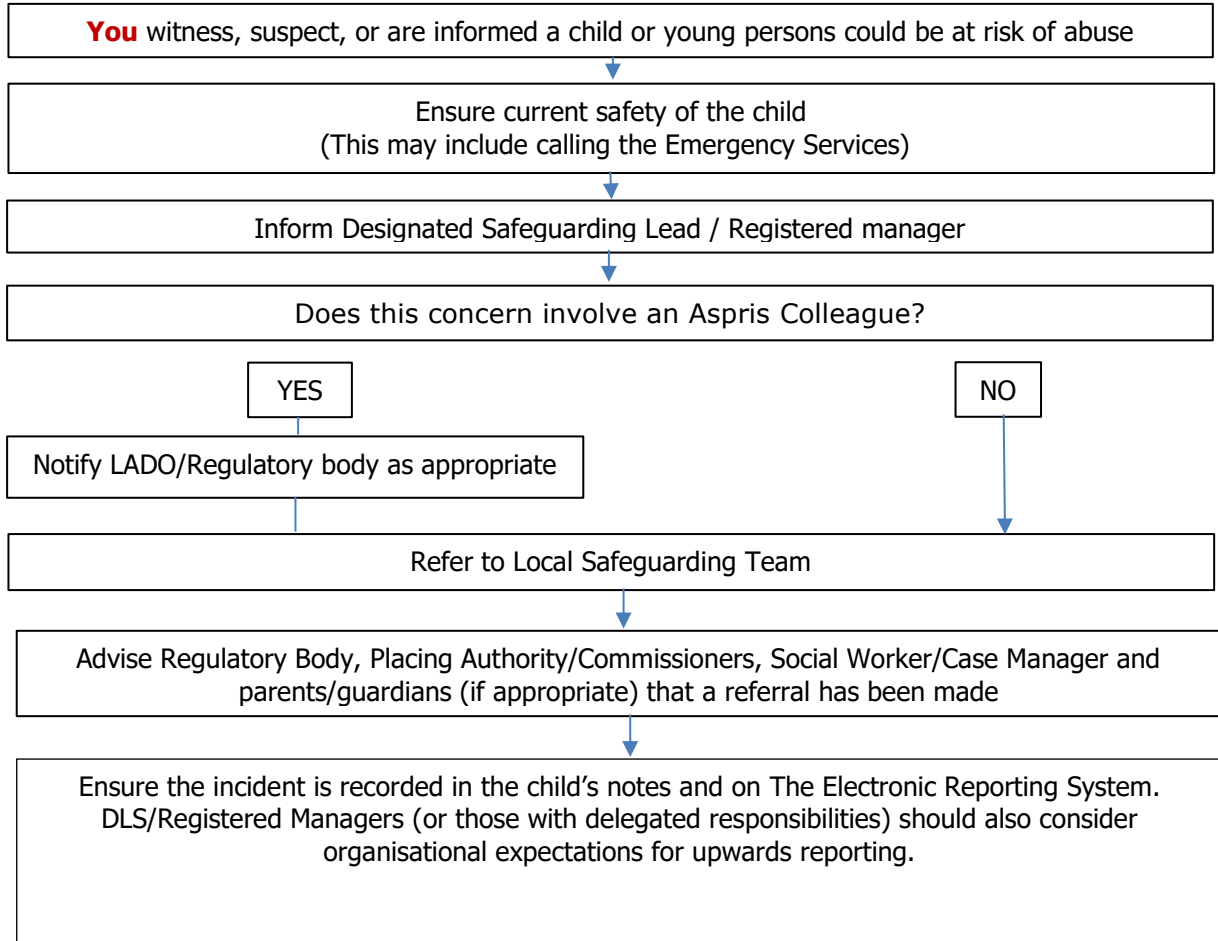 You witness, suspect, or are informed a child or young persons could be at risk of abuse
Ensure current safety of the child
(This may include calling the Emergency Services)
Inform Designated Safeguarding Lead / Registered manager
Does this concern involve an Aspris Colleague?
YES
NO
Notify LADO/Regulatory body as appropriate
Refer to Local Safeguarding Team
Advise Regulatory Body, Placing Authority/Commissioners, Social Worker/Case Manager and
parents/guardians (if appropriate) that a referral has been made
Ensure the incident is recorded in the child’s notes and on The Electronic Reporting System.
DLS/Registered Managers (or those with delegated responsibilities) should also consider
organisational expectations for upwards reporting.